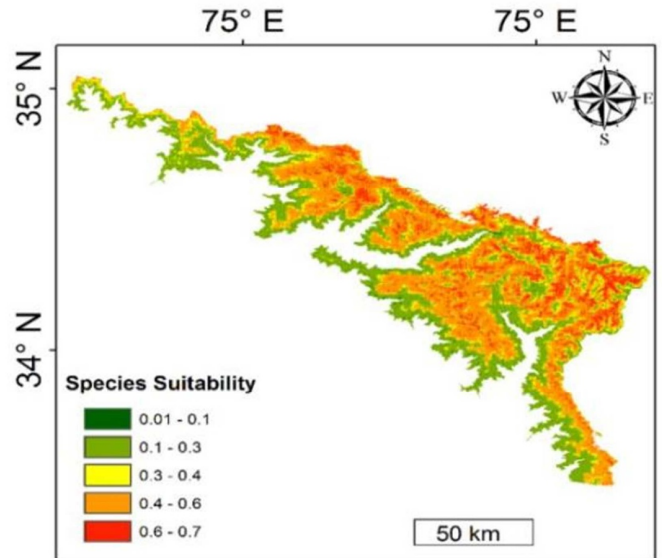 75° E 75° E
35° N
34° N
N
W E
S
Species Suitability
0.01 - 0.1
0.1 - 0.3
0.3 - 0.4
0.4 - 0.6
0.6 - 0.7
50 km